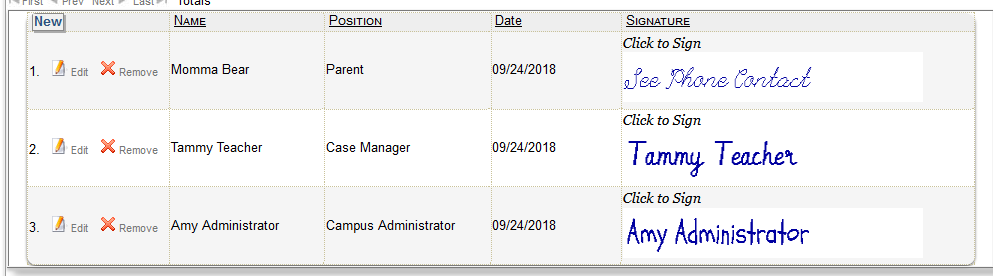 First Prev Next Last Totals
New Name Position Date Signature
Click to Sign
1. Edit Remove Momma Bear Parent 09/24/2018 See Phone Contact
Click to Sign
2. Edit Remove Tammy Teacher Case Manager 09/24/2018 Tammy Teacher
Click to Sign
3. Edit Remove Amy Administrator Campus Administrator 09/24/2018 Amy Administrator